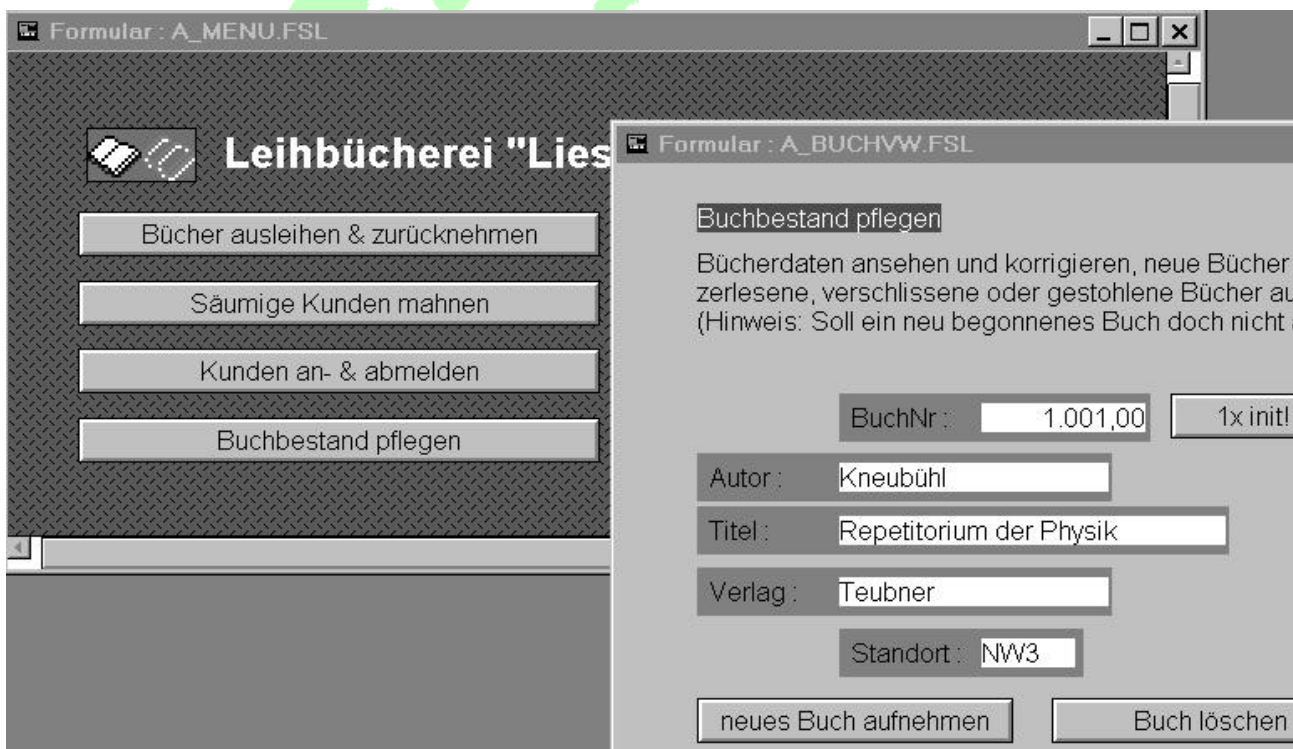 Formular : A_MENU.FSL
Leihbücherei "Lies
Bücher ausleihen & zurücknehmen
Säumige Kunden mahnen
Kunden an- & abmelden
Buchbestand pflegen
Formular : A_BUCHVW.FSL
Buchbestand pflegen
Bücherdaten ansehen und korrigieren, neue Bücher
zerlesene, verschlissene oder gestohlene Bücher au
(Hinweis: Soll ein neu begonnenes Buch doch nicht
BuchNr : 1.001,00 1x init!
Autor : Kneubühl
Titel : Repetitorium der Physik
Verlag : Teubner
Standort : NW3
neues Buch aufnehmen Buch löschen